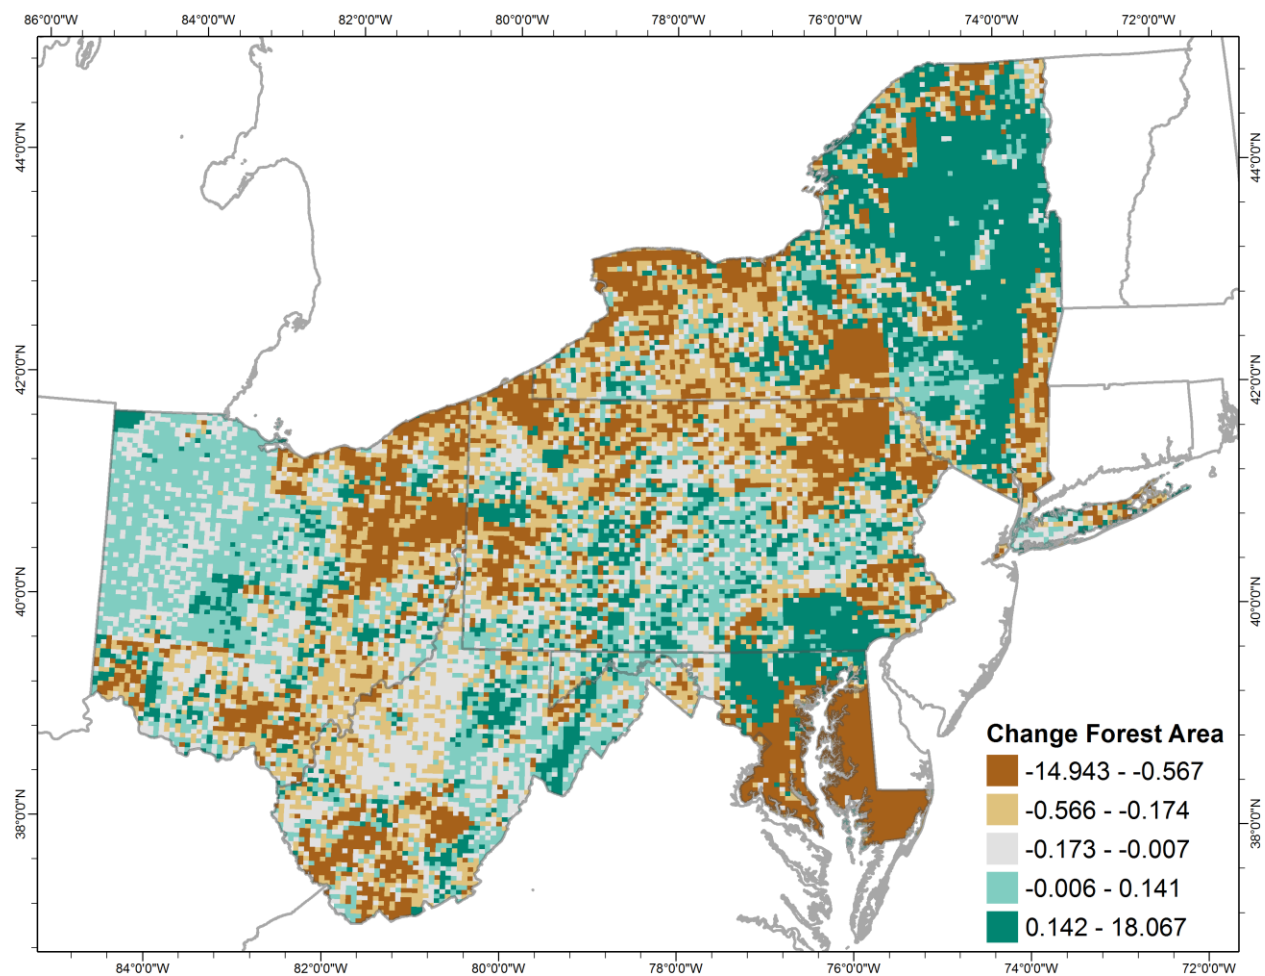 86°0'0"W 84°0'0"W 82°0'0"W 80°0'0"W 78°0'0"W 76°0'0"W 74°0'0"W 72°0'0"W
44°0'0"N
44°0'0"N
42°0'0"N
42°0'0"N
40°0'0"N
40°0'0"N
38°0'0"N
38°0'0"N
Change Forest Area
-14.943 - -0.567
-0.566 - -0.174
-0.173 - -0.007
-0.006 - 0.141
0.142 - 18.067
84°0'0"W 82°0'0"W 80°0'0"W 78°0'0"W 76°0'0"W 74°0'0"W 72°0'0"W